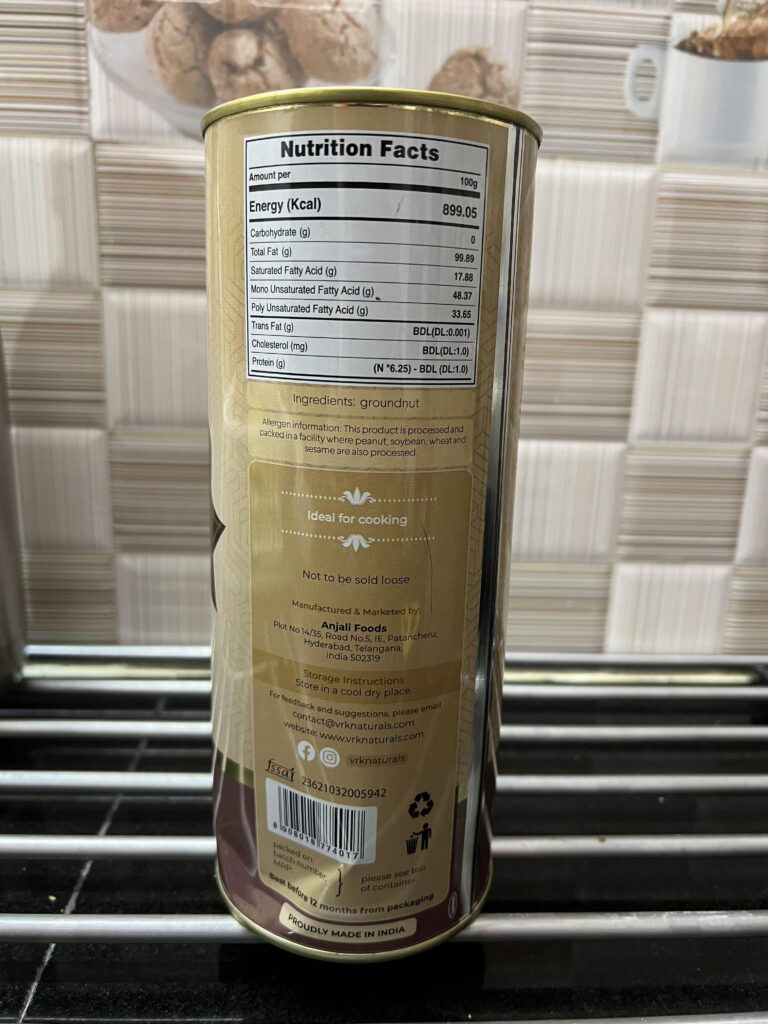 Nutrition Facts
Amount per 100g
Energy (Kcal) 899.05
Carbohydrate (g) 0
Total Fat (g) 99.89
Saturated Fatty Acid (g) 17.88
Mono Unsaturated Fatty Acid (g) 48.37
Poly Unsaturated Fatty Acid (g) 33.65
Trans Fat (g) BDL(DL:0.001)
Cholesterol (mg) BDL(DL:1.0)
Protein (g) (N *6.25) - BDL (DL:1.0)
Ingredients: groundnut
Allergen information: This product is processed and
packed in a facility where peanut, soybean, wheat and
sesame are also processed.
Ideal for cooking
Not to be sold loose
Manufactured & Marketed by:
Anjali Foods
Plot No 14/35, Road No.5, IE, Patancheru,
Hyderabad, Telangana,
India 502319
Storage Instructions
Store in a cool dry place.
For feedback and suggestions, please email
contact@vrknaturals.com
website: www.vrknaturals.com
vrknaturals
fssai 23621032005942
8 908018 774017
packed on:
batch number
MRP
please see top
of container
Best before 12 months from packaging
PROUDLY MADE IN INDIA